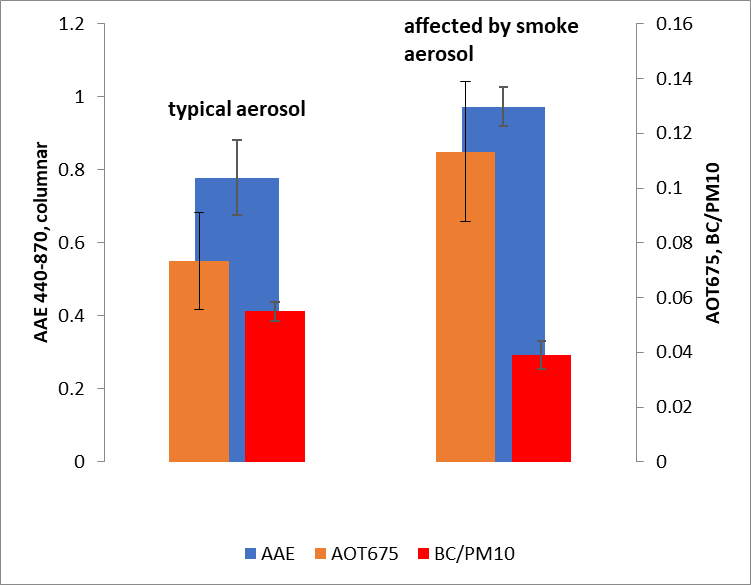 affected by smoke
aerosol
typical aerosol
AAE 440-870, columnar
1.2
1
0.8
0.6
0.4
0.2
0
0.16
0.14
0.12
0.1
0.08
0.06
0.04
0.02
0
AOT675, BC/PM10
AAE AOT675 BC/PM10